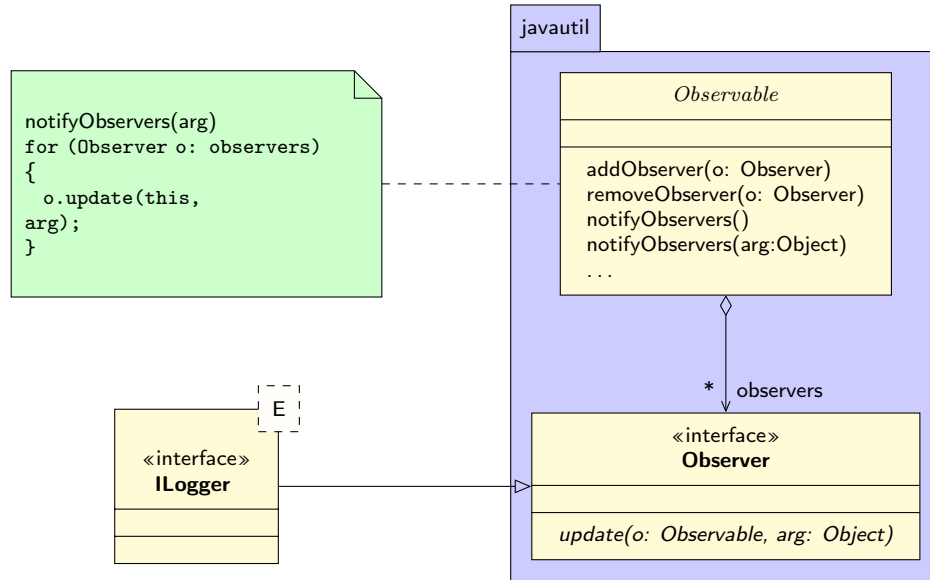 javautil
notifyObservers(arg)
for (Observer o: observers)
{
o.update(this,
arg);
}
Observable
addObserver(o: Observer)
removeObserver(o: Observer)
notifyObservers()
notifyObservers(arg:Object)
...
* observers
E
«interface»
ILogger
«interface»
Observer
update(o: Observable, arg: Object)